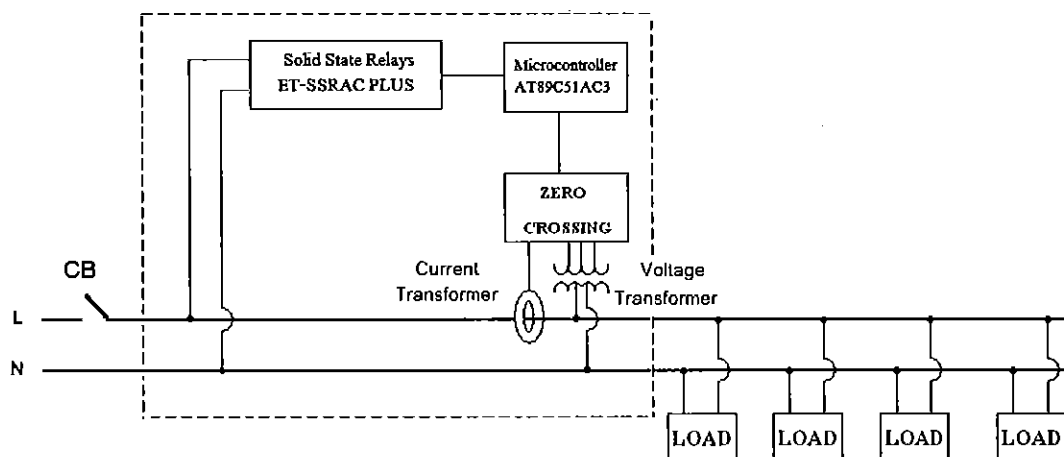 Solid State Relays
ET-SSRAC PLUS
Microcontroller
AT89C51AC3
ZERO
CROSSING
Current
Transformer
Voltage
Transformer
CB
L
N
LOAD
LOAD
LOAD
LOAD